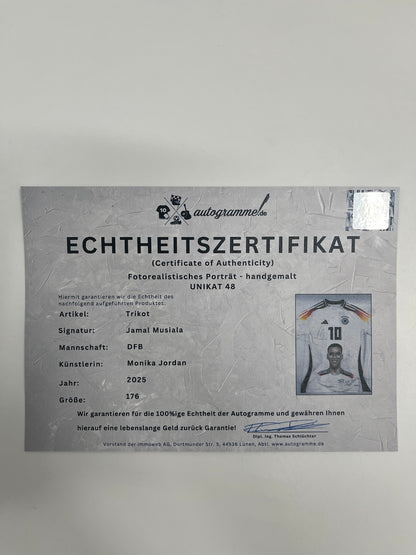 autogramme.de
ECHTHEITSZERTIFIKAT
(Certificate of Authenticity)
Fotorealistisches Porträt - handgemalt
UNIKAT 48
Hiermit garantieren wir die Echtheit des
nachfolgend aufgeführten Produktes:
Artikel: Trikot
Signatur: Jamal Musiala
Mannschaft: DFB
Künstlerin: Monika Jordan
Jahr: 2025
Größe: 176
10
Wir garantieren für die 100%ige Echtheit der Autogramme und gewähren Ihnen
hierauf eine lebenslange Geld zurück Garantie!
Dipl. Ing. Thomas Schlüchter
Vorstand der Immoweb AG, Dortmunder Str. 5, 44536 Lünen, Abt. www.autogramme.de